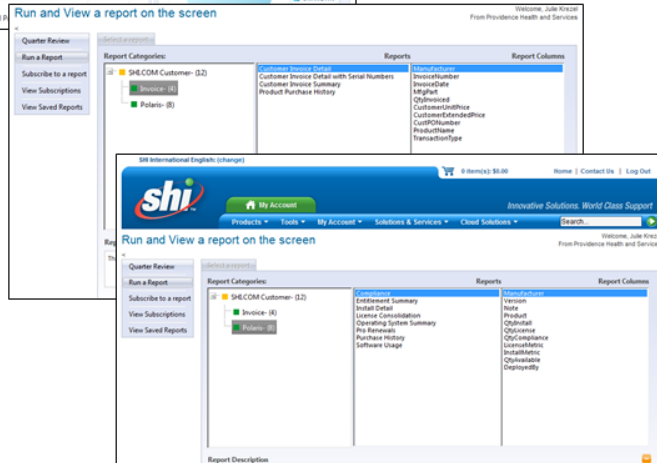 Run and View a report on the screen
Welcome, Julie Krezel
From Providence Health and Services
<
Quarter Review
Run a Report
Subscribe to a report
View Subscriptions
View Saved Reports
Select a report
Report Categories:
Reports
Report Columns
SHI.COM Customer- (12)
Invoice- (4)
Polaris- (8)
Customer Invoice Detail
Customer Invoice Detail with Serial Numbers
Customer Invoice Summary
Product Purchase History
Manufacturer
InvoiceNumber
InvoiceDate
MfgPart
QtyInvoiced
CustomerUnitPrice
CustomerExtendedPrice
CustPONumber
ProductName
TransactionType
SHI International English: (change)
0 item(s): $0.00
Home | Contact Us | Log Out
shi
My Account
Innovative Solutions. World Class Support
Products
Tools
My Account
Solutions & Services
Cloud Solutions
Search...
Run and View a report on the screen
Welcome, Julie Krez
From Providence Health and Service
<
Quarter Review
Run a Report
Subscribe to a report
View Subscriptions
View Saved Reports
Select a report
Report Categories:
Reports
Report Columns
SHI.COM Customer- (12)
Invoice- (4)
Polaris- (8)
Compliance
Entitlement Summary
Install Detail
License Consolidation
Operating System Summary
Pro Renewals
Purchase History
Software Usage
Manufacturer
Version
Note
Product
QtyInstall
QtyLicense
QtyCompliance
LicenseMetric
InstallMetric
QtyAvailable
DeployedBy
Report Description